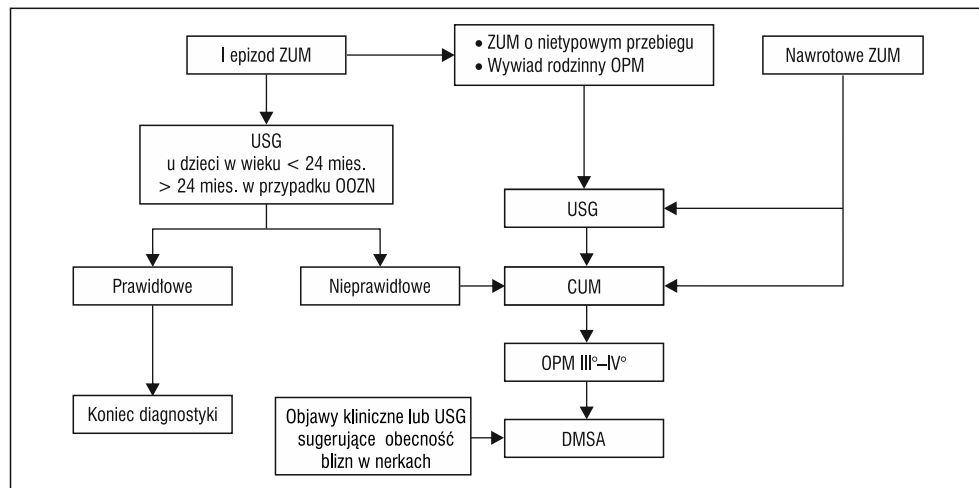 I epizod ZUM
• ZUM o nietypowym przebiegu
• Wywiad rodzinny OPM
Nawrotowe ZUM
USG
u dzieci w wieku < 24 mies.
> 24 mies. w przypadku OOZN
USG
Prawidłowe
Nieprawidłowe
CUM
OPM III°–IV°
Koniec diagnostyki
Objawy kliniczne lub USG
sugerujące obecność
blizn w nerkach
DMSA